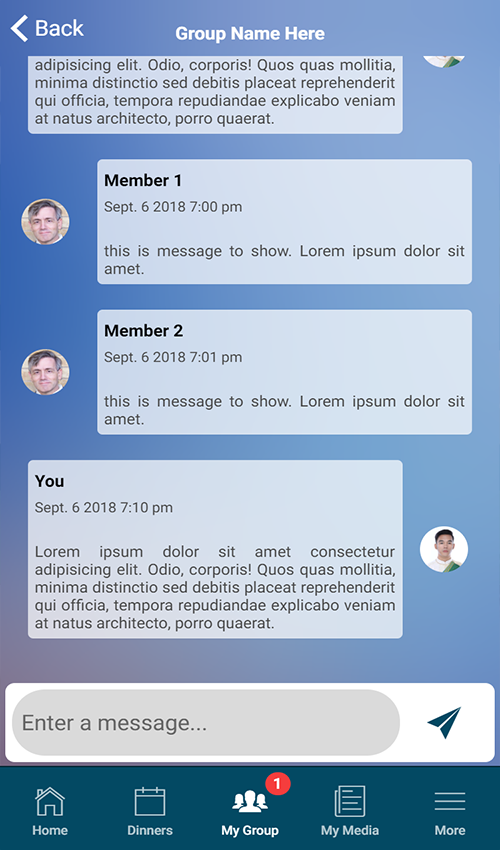 Back
Group Name Here
adipisicing elit. Odio, corporis! Quos quas mollitia,
minima distinctio sed debitis placeat reprehenderit
qui officia, tempora repudiandae explicabo veniam
at natus architecto, porro quaerat.
Member 1
Sept. 6 2018 7:00 pm
this is message to show. Lorem ipsum dolor sit
amet.
Member 2
Sept. 6 2018 7:01 pm
this is message to show. Lorem ipsum dolor sit
amet.
You
Sept. 6 2018 7:10 pm
Lorem ipsum dolor sit amet consectetur
adipisicing elit. Odio, corporis! Quos quas mollitia,
minima distinctio sed debitis placeat reprehenderit
qui officia, tempora repudiandae explicabo veniam
at natus architecto, porro quaerat.
Enter a message...
1
Home Dinners My Group My Media More